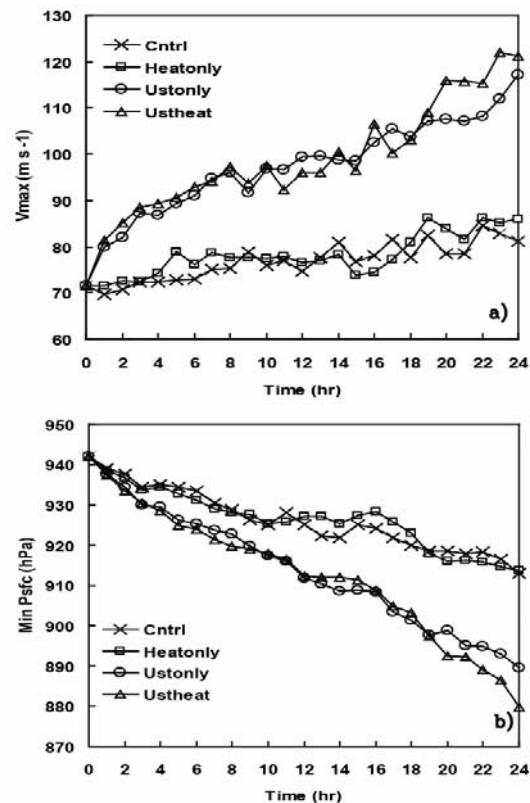 130
120
110
100
90
80
70
60
Vmax (m s-1)
Cntrl
Heatonly
Ustonly
Ustheat
a)
0 2 4 6 8 10 12 14 16 18 20 22 24
Time (hr)
950
940
930
920
910
900
890
880
870
Min Psfc (hPa)
Cntrl
Heatonly
Ustonly
Ustheat
b)
0 2 4 6 8 10 12 14 16 18 20 22 24
Time (hr)